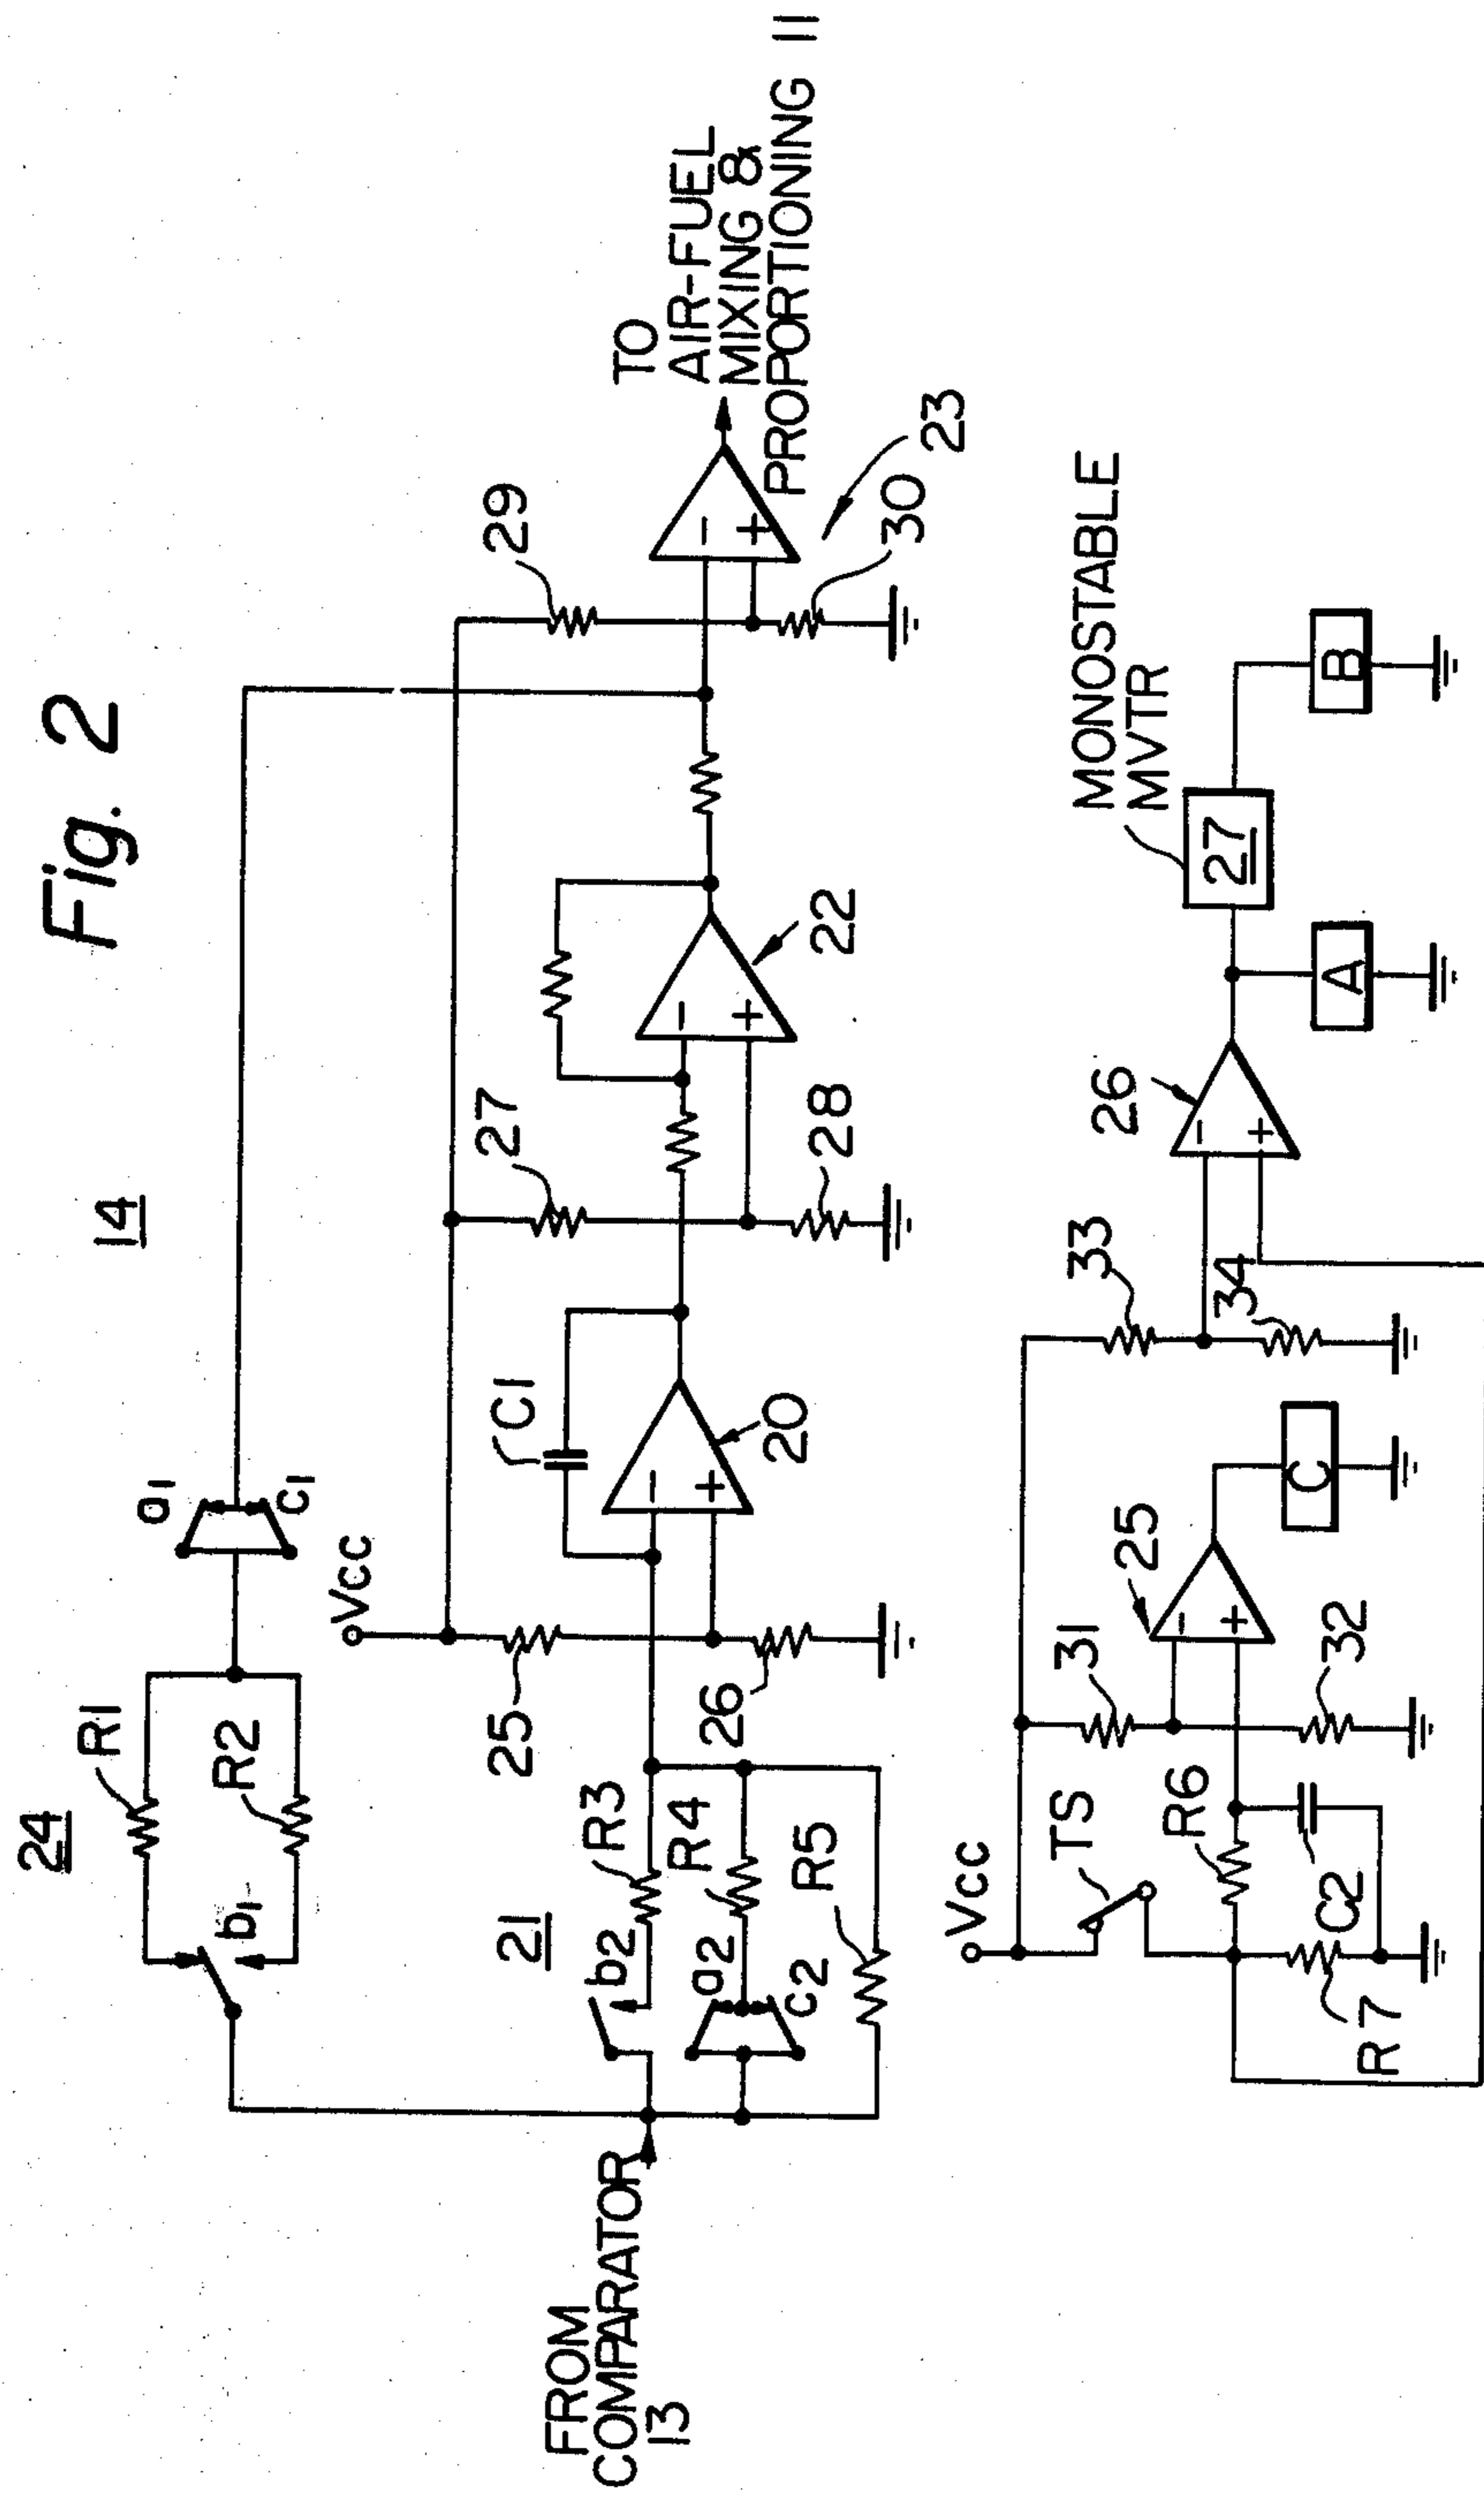 Fig. 2
14
24
R1
R2
b1
a1
c1
Vcc
29
TO
AIR-FUEL
MIXING &
PROPORTIONING 11
FROM
COMPARATOR
13
21
b2
R3
a2
R4
c2
R5
25
26
C1
-
+
20
27
28
-
+
22
-
+
30
23
Vcc
TS
R6
C2
R7
31
32
-
+
25
C
33
34
-
+
26
A
MONOSTABLE
MVTR
27
B